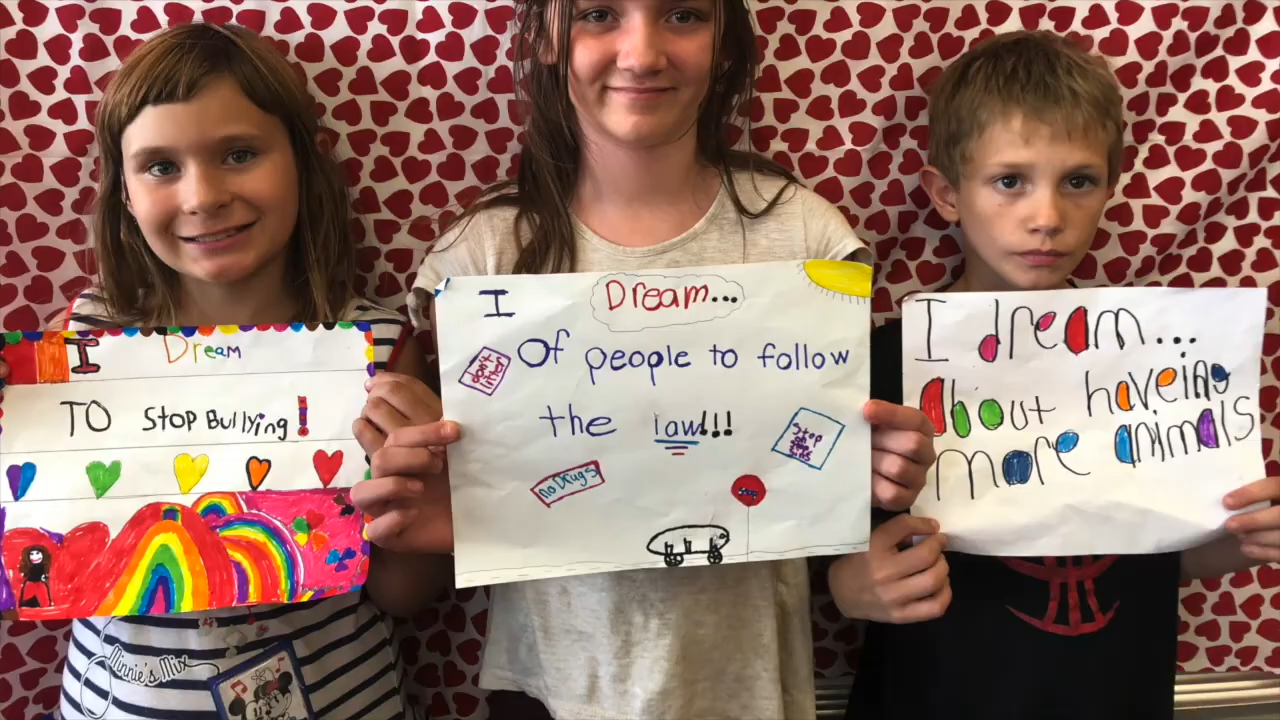 I Dream
TO Stop Bullying!
Minnie's Mix
I Dream...
don't
litter
Of people to follow
the law!!!
Stop
no Drugs
I dream...
about haveing
more animals